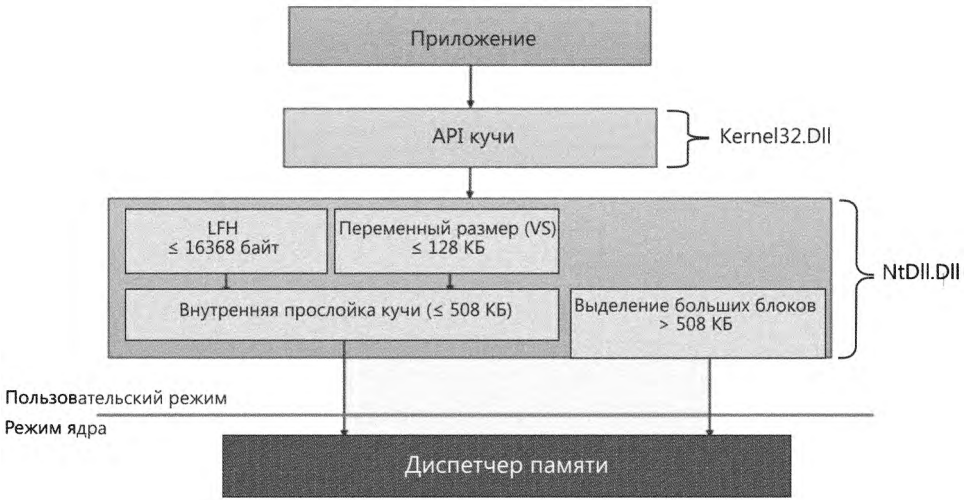 Приложение
API кучи
Kernel32.Dll
LFH
≤ 16368 байт
Переменный размер (VS)
≤ 128 КБ
NtDll.Dll
Внутренняя прослойка кучи (≤ 508 КБ)
Выделение больших блоков
> 508 КБ
Пользовательский режим
Режим ядра
Диспетчер памяти